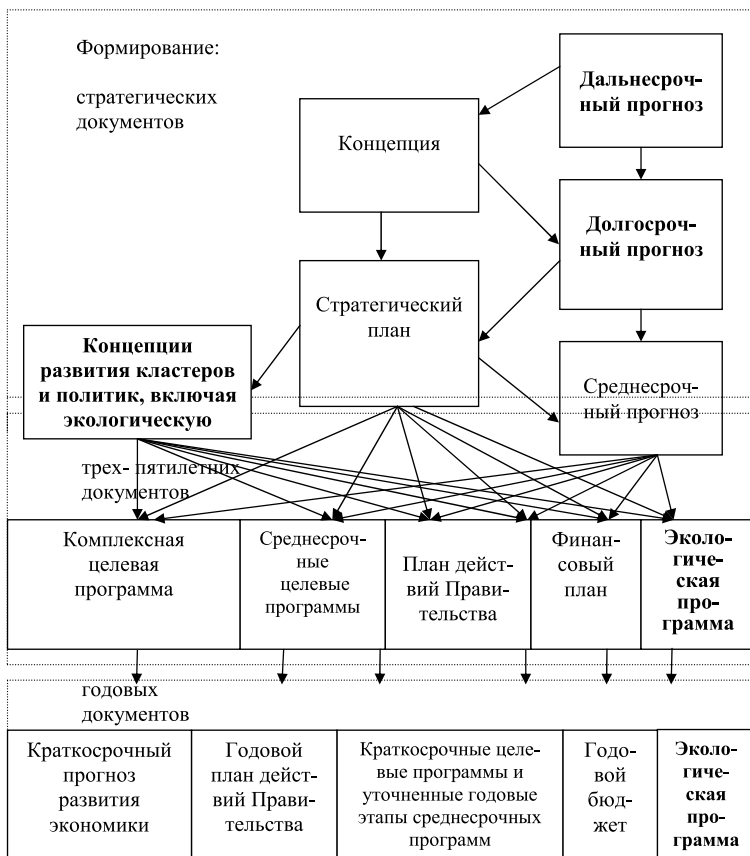 Формирование:
стратегических
документов
Дальнесроч-
ный прогноз
Концепция
Долгосроч-
ный прогноз
Стратегический
план
Концепции
развития кластеров
и политик, включая
экологическую
Среднесроч-
ный прогноз
трех- пятилетних
документов
Комплексная
целевая
программа
Среднесроч-
ные
целевые
программы
План дейст-
вий Прави-
тельства
Финан-
совый
план
Эколо-
гиче-
ская
про-
грамма
годовых
документов
Краткосрочный
прогноз
развития
экономики
Годовой
план дейст-
вий Прави-
тельства
Краткосрочные целе-
вые программы и
уточненные годовые
этапы среднесрочных
программ
Годо-
вой
бюд-
жет
Эколо-
гиче-
ская
про-
грамма